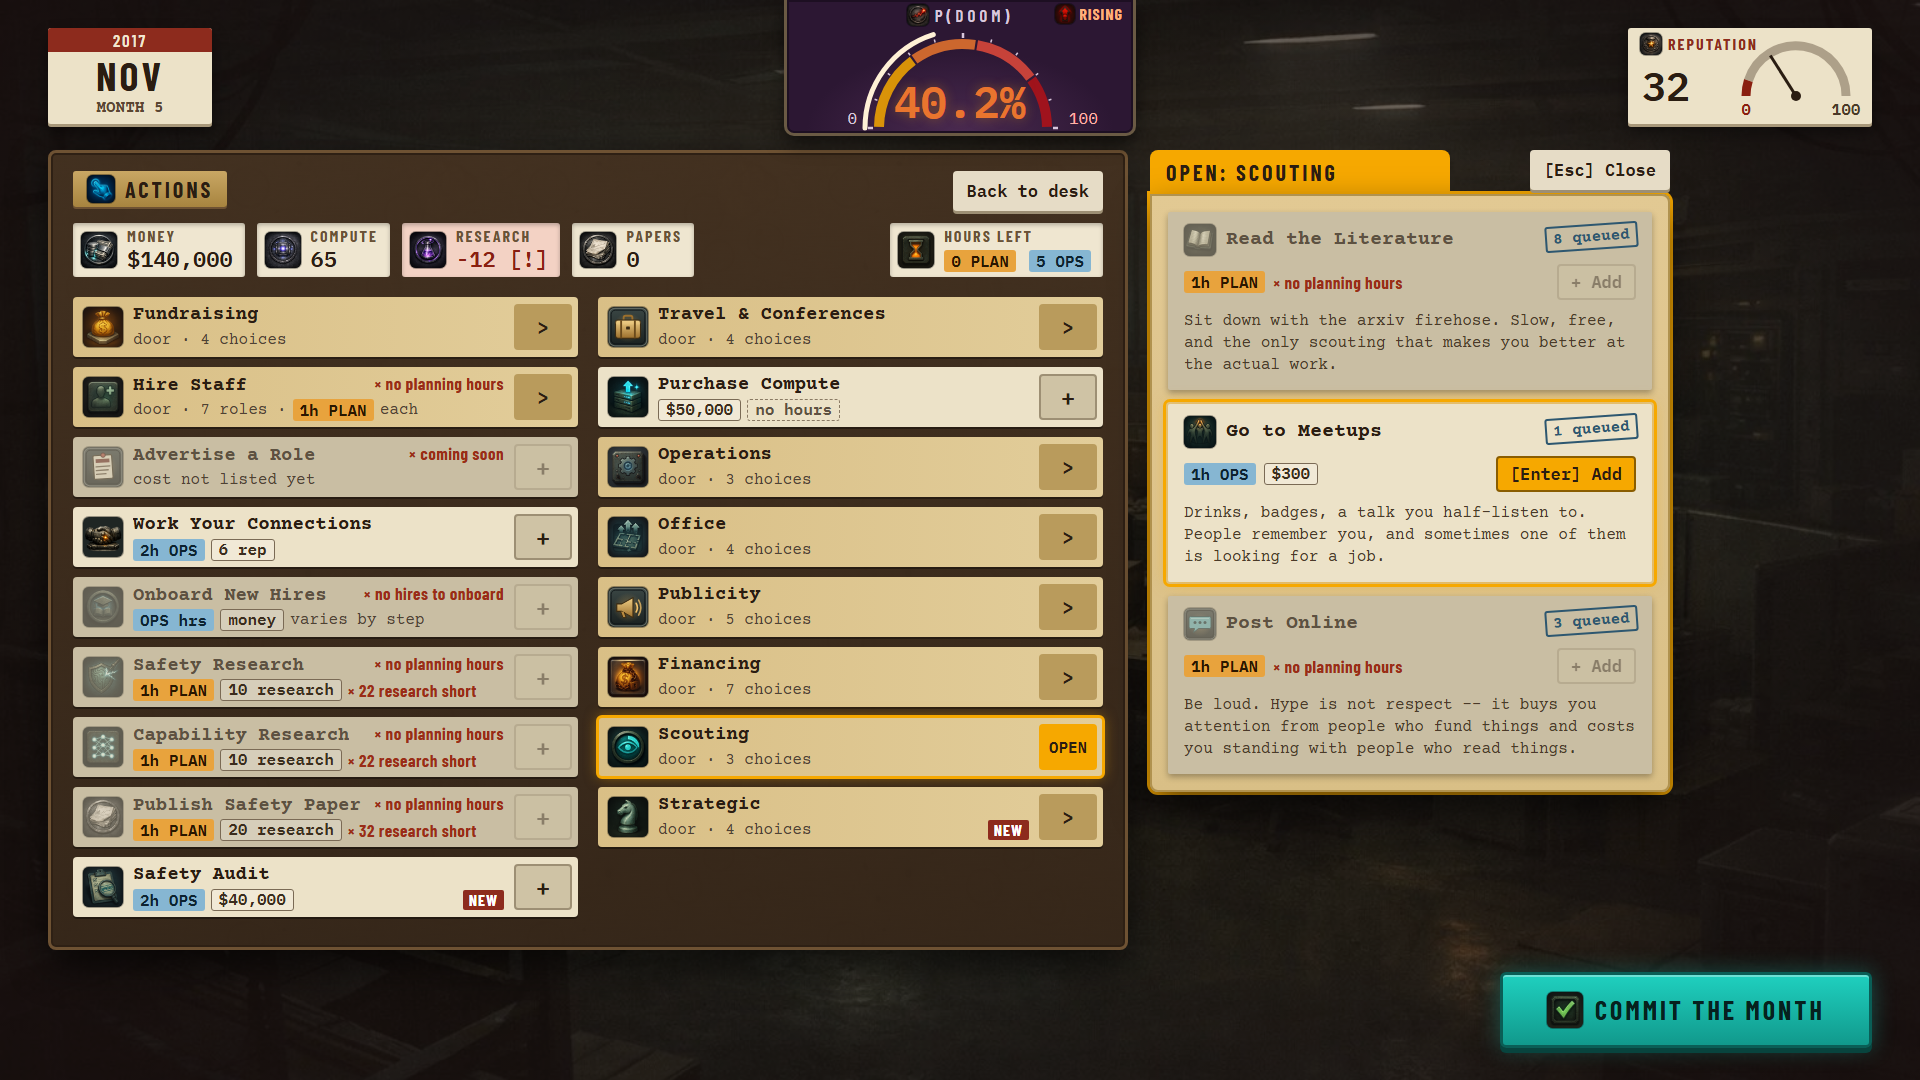 2017
NOV
MONTH 5
P(DOOM)
RISING
40.2%
0
100
REPUTATION
32
0
100
ACTIONS
Back to desk
MONEY
$140,000
COMPUTE
65
RESEARCH
-12 [!]
PAPERS
0
HOURS LEFT
0 PLAN 5 OPS
Fundraising
door · 4 choices
>
Hire Staff × no planning hours
door · 7 roles · 1h PLAN each
>
Advertise a Role × coming soon
cost not listed yet
+
Work Your Connections
2h OPS 6 rep
+
Onboard New Hires × no hires to onboard
OPS hrs money varies by step
+
Safety Research × no planning hours
1h PLAN 10 research × 22 research short
+
Capability Research × no planning hours
1h PLAN 10 research × 22 research short
+
Publish Safety Paper × no planning hours
1h PLAN 20 research × 32 research short
+
Safety Audit
2h OPS $40,000 NEW
+
Travel & Conferences
door · 4 choices
>
Purchase Compute
$50,000 no hours
+
Operations
door · 3 choices
>
Office
door · 4 choices
>
Publicity
door · 5 choices
>
Financing
door · 7 choices
>
Scouting
door · 3 choices
OPEN
Strategic
door · 4 choices NEW
>
OPEN: SCOUTING
[Esc] Close
Read the Literature 8 queued
1h PLAN × no planning hours + Add
Sit down with the arxiv firehose. Slow, free,
and the only scouting that makes you better at
the actual work.
Go to Meetups 1 queued
1h OPS $300 [Enter] Add
Drinks, badges, a talk you half-listen to.
People remember you, and sometimes one of them
is looking for a job.
Post Online 3 queued
1h PLAN × no planning hours + Add
Be loud. Hype is not respect -- it buys you
attention from people who fund things and costs
you standing with people who read things.
COMMIT THE MONTH